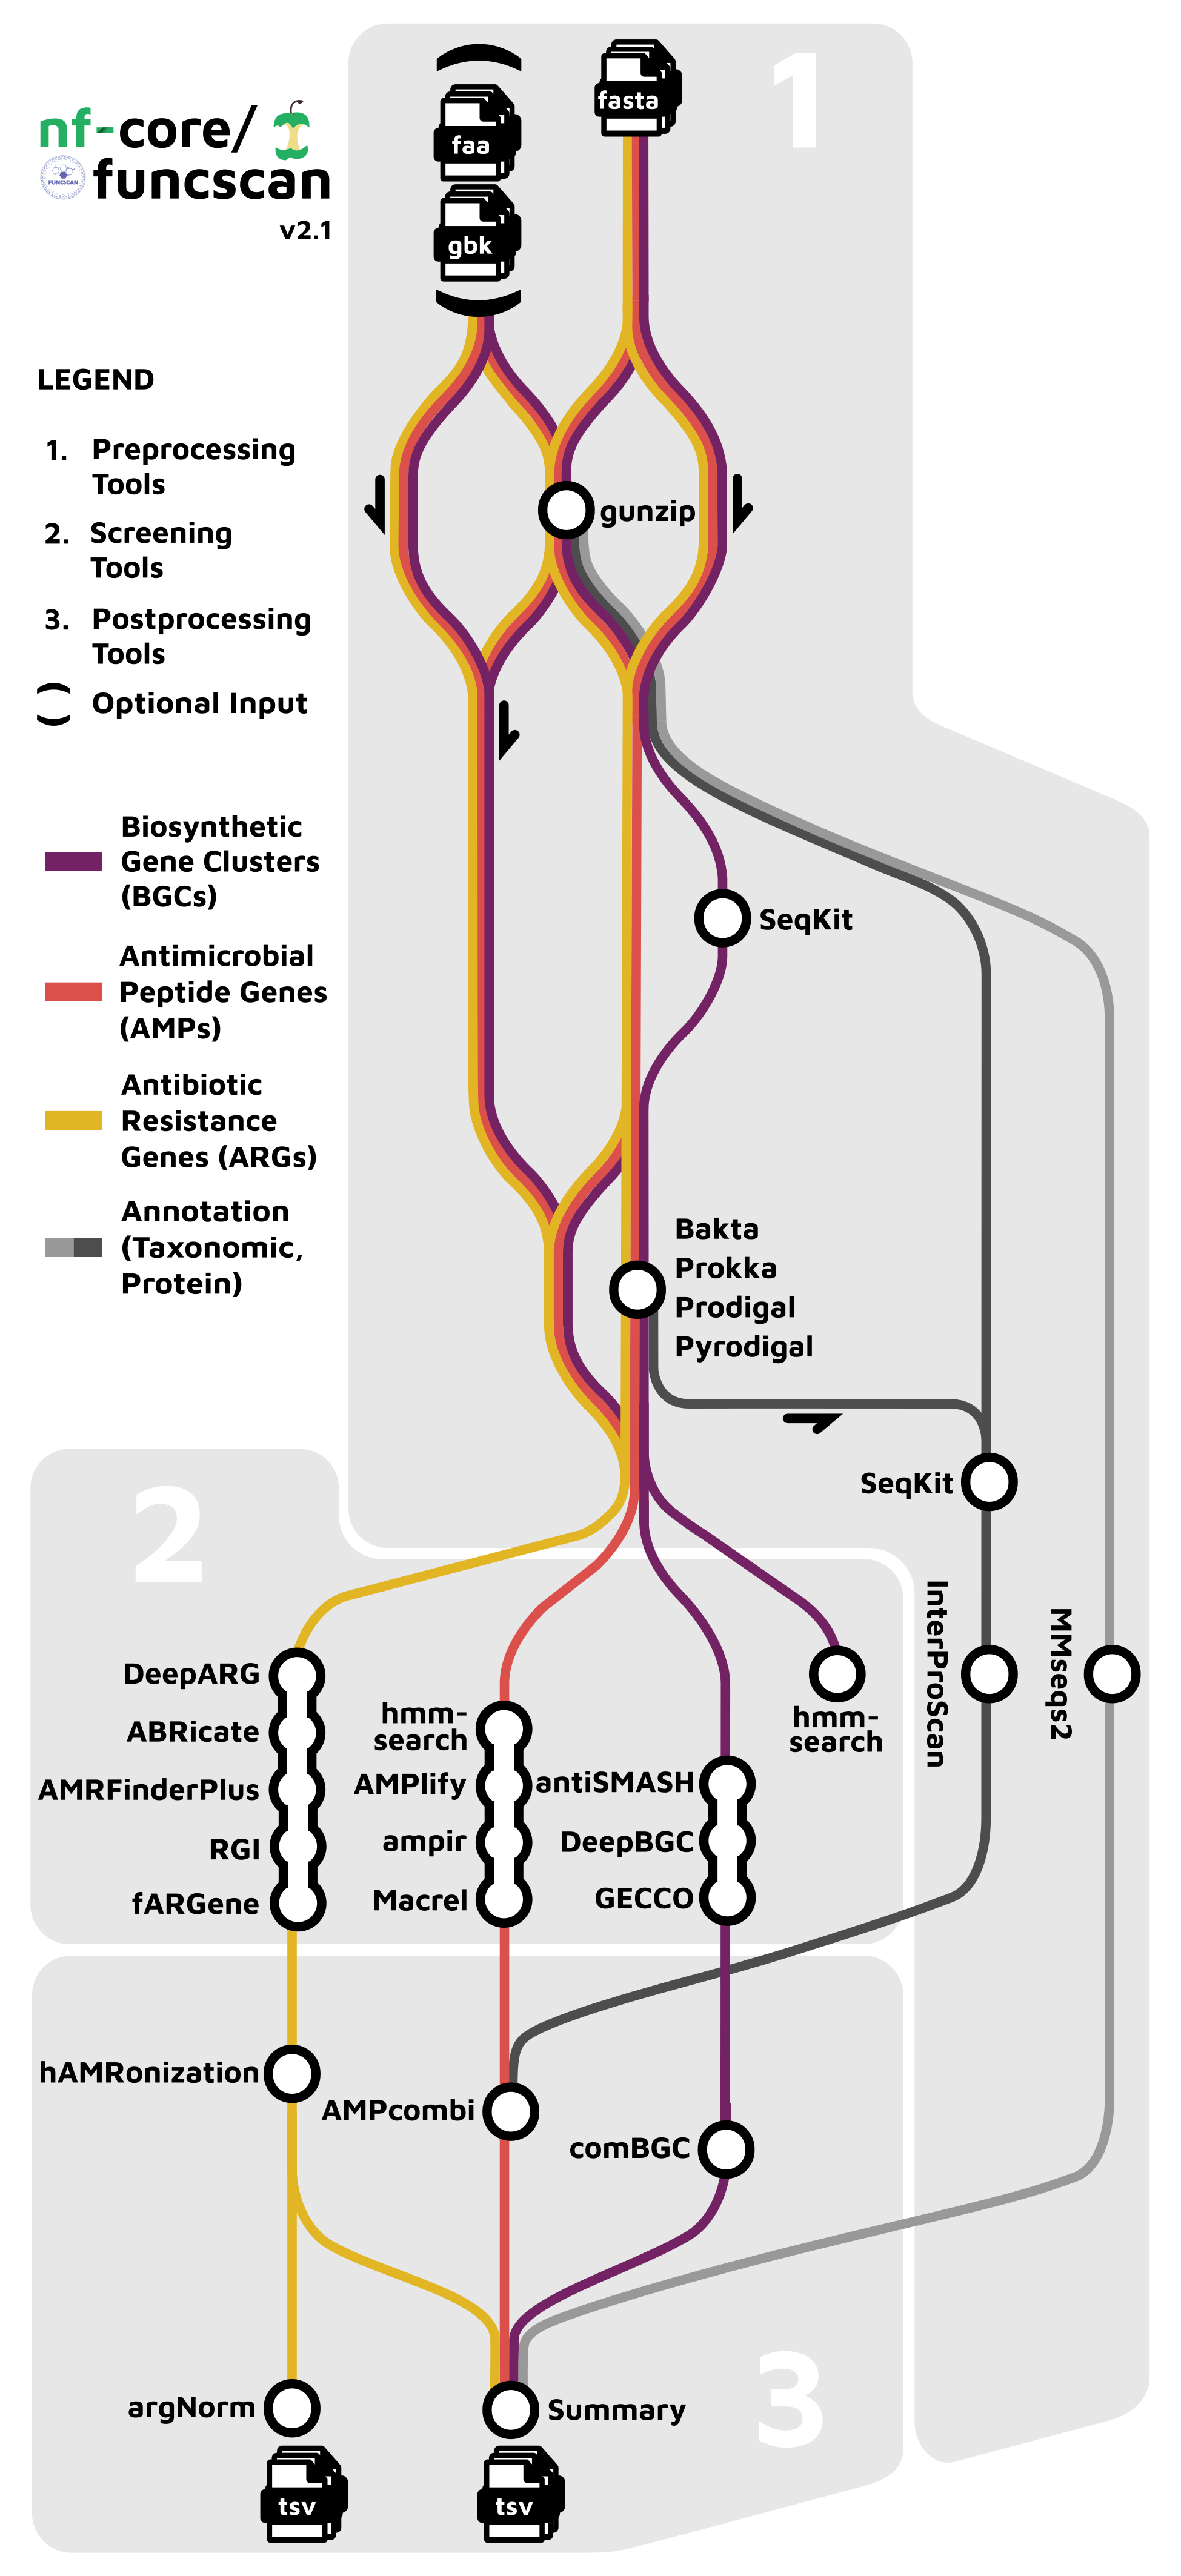 nf-core/
FUNCSCAN
funcscan
v2.1
faa
gbk
fasta
1
LEGEND
1. Preprocessing
Tools
2. Screening
Tools
3. Postprocessing
Tools
Optional Input
Biosynthetic
Gene Clusters
(BGCs)
Antimicrobial
Peptide Genes
(AMPs)
Antibiotic
Resistance
Genes (ARGs)
Annotation
(Taxonomic,
Protein)
gunzip
SeqKit
Bakta
Prokka
Prodigal
Pyrodigal
SeqKit
InterProScan
MMseqs2
2
DeepARG
ABRicate
AMRFinderPlus
RGI
fARGene
hmm-
search
AMPlify
ampir
Macrel
antiSMASH
DeepBGC
GECCO
hmm-
search
hAMRonization
AMPcombi
comBGC
argNorm
Summary
3
tsv
tsv